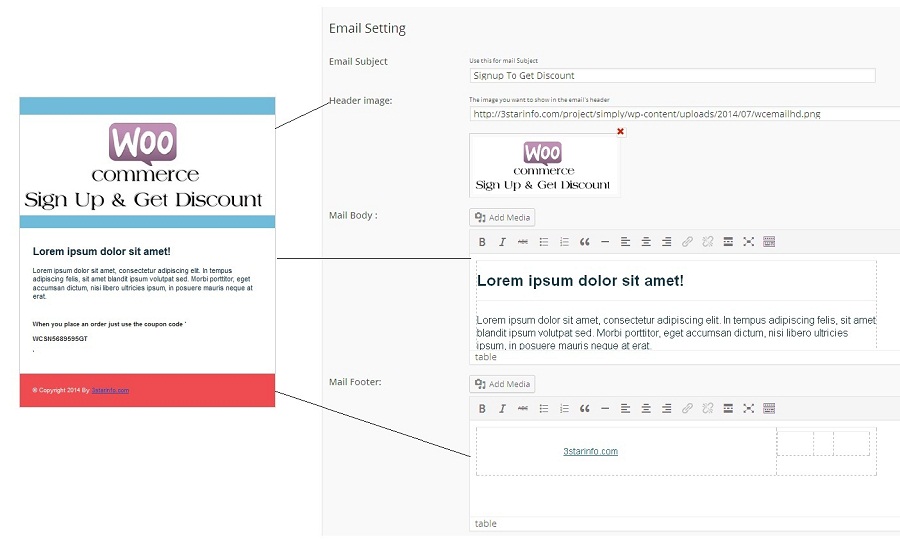 Email Setting
Email Subject
Use this for mail Subject
Signup To Get Discount
Header image:
The image you want to show in the email's header
http://3starinfo.com/project/simply/wp-content/uploads/2014/07/wcemailhd.png
WOO
commerce
Sign Up & Get Discount
WOO
commerce
Sign Up & Get Discount
Mail Body :
Add Media
B I ABC
Lorem ipsum dolor sit amet!
Lorem ipsum dolor sit amet, consectetur adipiscing elit. In tempus
adipiscing felis, sit amet blandit ipsum volutpat sed. Morbi porttitor, eget
accumsan dictum, nisi libero ultricies ipsum, in posuere mauris neque at
erat.
When you place an order just use the coupon code '
WCSN5689595GT
'
Lorem ipsum dolor sit amet!
Lorem ipsum dolor sit amet, consectetur adipiscing elit. In tempus adipiscing felis, sit amet
blandit ipsum volutpat sed. Morbi porttitor, eget accumsan dictum, nisi libero ultricies
ipsum, in posuere mauris neque at erat.
table
Mail Footer:
Add Media
B I ABC
© Copyright 2014 By 3starinfo.com
3starinfo.com
table